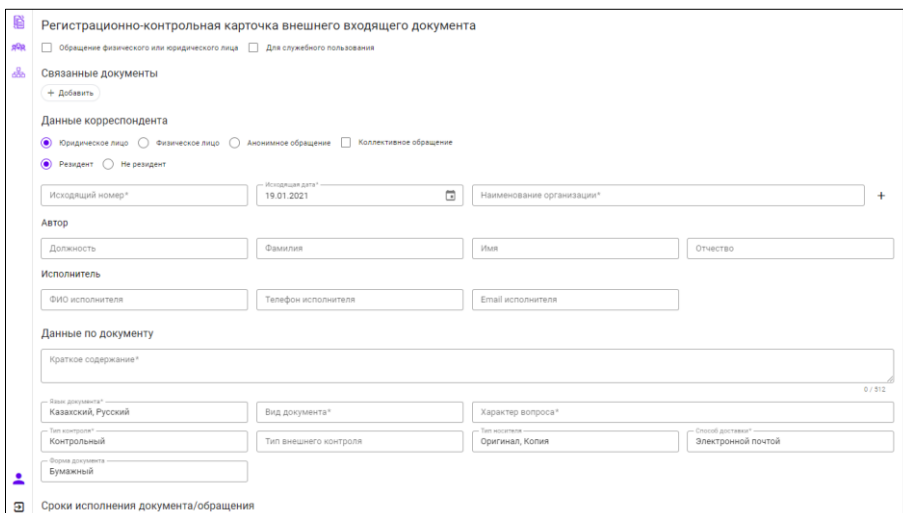 Регистрационно-контрольная карточка внешнего входящего документа
Обращение физического или юридического лица Для служебного пользования
Связанные документы
+ Добавить
Данные корреспондента
Юридическое лицо Физическое лицо Анонимное обращение Коллективное обращение
Резидент Не резидент
Исходящая дата*
Исходящий номер* 19.01.2021 Наименование организации* +
Автор
Должность Фамилия Имя Отчество
Исполнитель
ФИО исполнителя Телефон исполнителя Email исполнителя
Данные по документу
Краткое содержание*
0 / 512
Язык документа*
Казахский, Русский Вид документа* Характер вопроса*
Тип контроля* Тип носителя Способ доставки*
Контрольный Тип внешнего контроля Оригинал, Копия Электронной почтой
Форма документа
Бумажный
Сроки исполнения документа/обращения